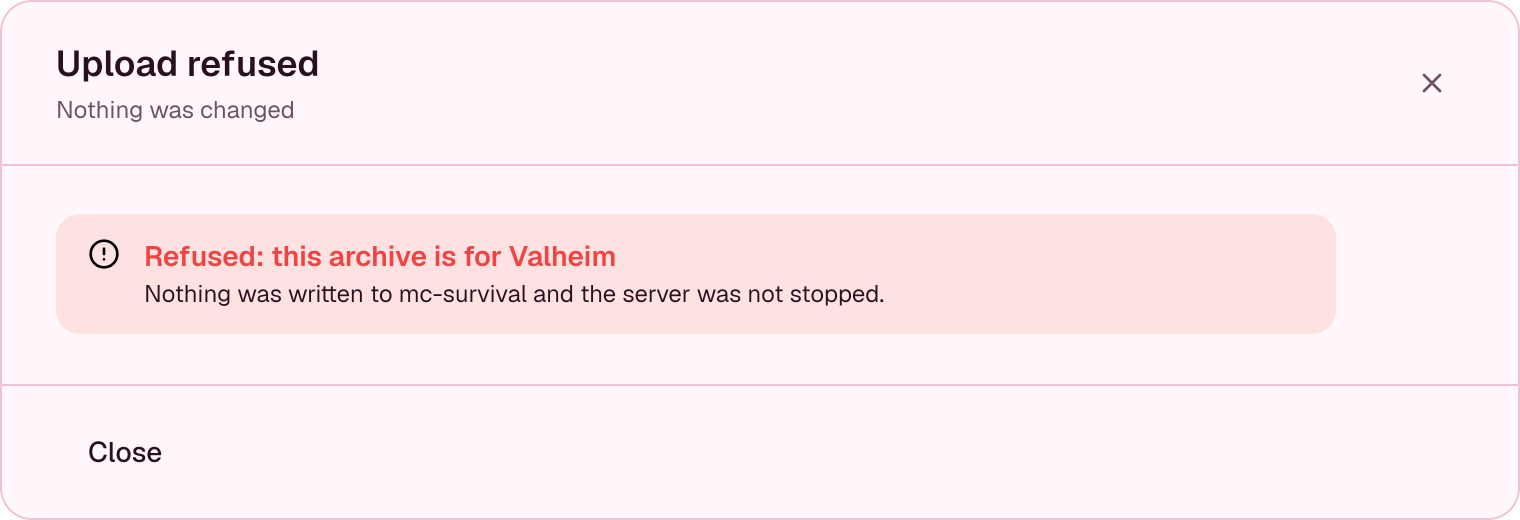 Upload refused
Nothing was changed
Refused: this archive is for Valheim
Nothing was written to mc-survival and the server was not stopped.
Close